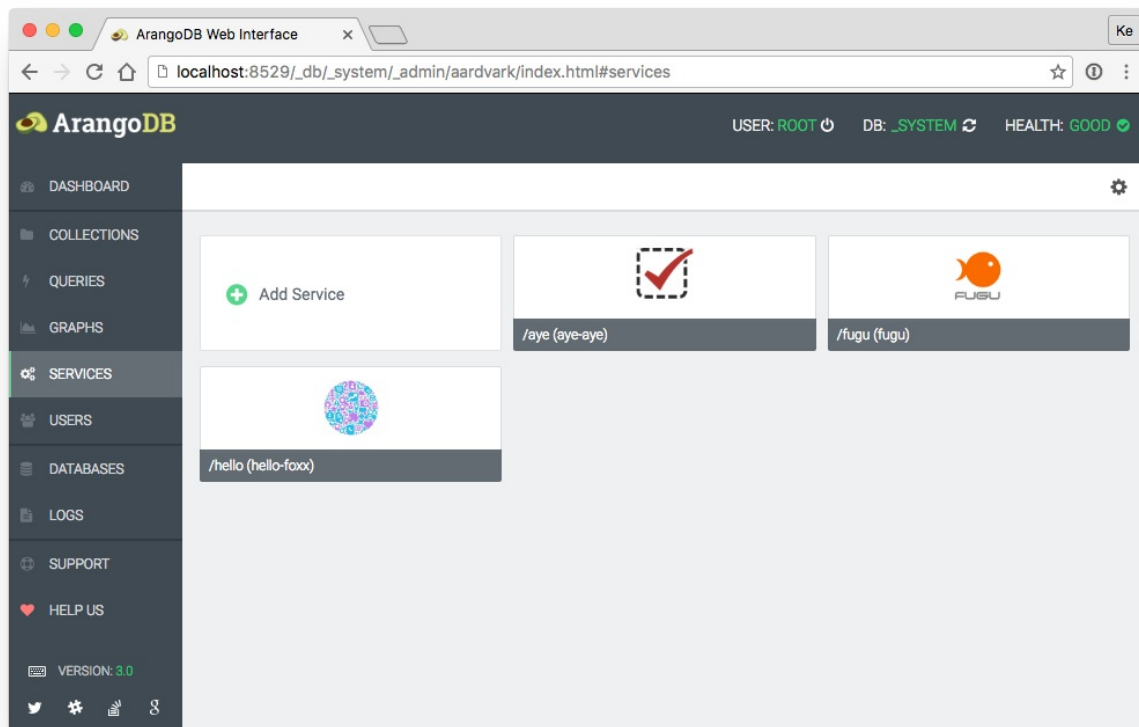 ArangoDB Web Interface
Ke
localhost:8529/_db/_system/_admin/aardvark/index.html#services
ArangoDB
USER: ROOT DB: _SYSTEM HEALTH: GOOD
DASHBOARD
COLLECTIONS
QUERIES
GRAPHS
SERVICES
USERS
DATABASES
LOGS
SUPPORT
HELP US
VERSION: 3.0
Add Service
FUGU
/aye (aye-aye)
/fugu (fugu)
/hello (hello-foxx)